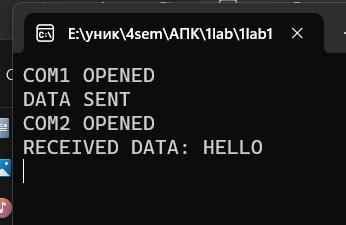 E:\уник\4sem\АПК\1lab\1lab1
COM1 OPENED
DATA SENT
COM2 OPENED
RECEIVED DATA: HELLO